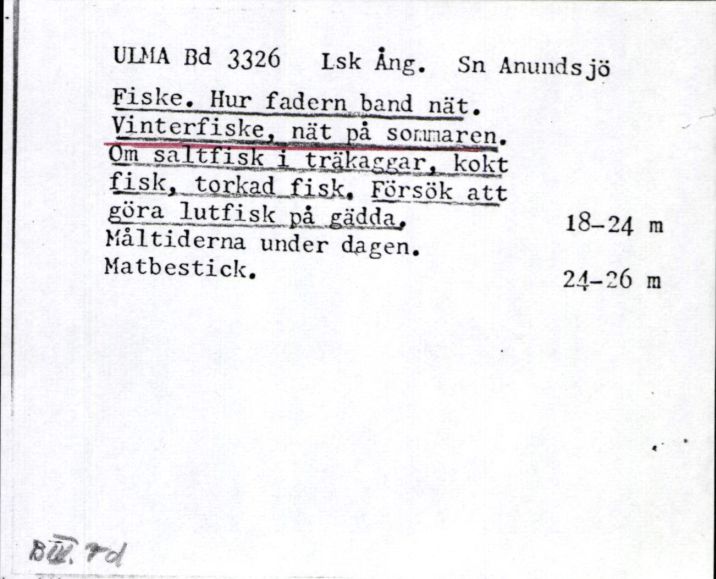 ULMA Bd 3326 Lsk Ång. Sn Anundsjö
Fiske. Hur fadern band nät.
Vinterfiske, nät på sommaren.
Om saltfisk i träkaggar, kokt
fisk, torkad fisk. Försök att
göra lutfisk på gädda. 18-24 m
Måltiderna under dagen.
Matbestick. 24-26 m